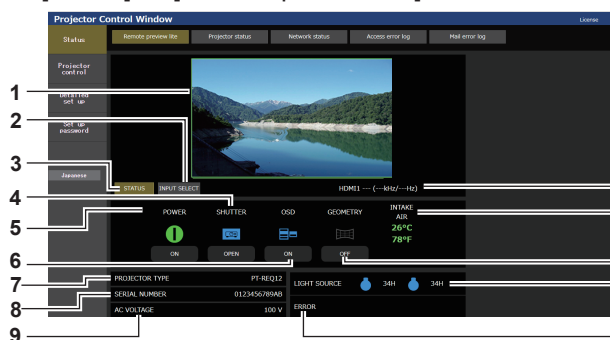 Projector Control Window
License
Status
Remote preview lite
Projector status
Network status
Access error log
Mail error log
Projector
control
Detailed
set up
Set up
password
Japanese
1
2
3
4
5
6
7
8
9
STATUS
INPUT SELECT
HDMI1 --- (---kHz/---Hz)
POWER
SHUTTER
OSD
GEOMETRY
INTAKE
AIR
26°C
78°F
ON
OPEN
ON
OFF
PROJECTOR TYPE
PT-REQ12
SERIAL NUMBER
0123456789AB
AC VOLTAGE
100 V
LIGHT SOURCE
34H
34H
ERROR